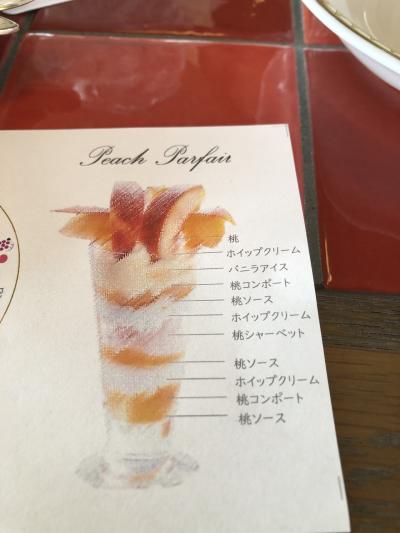 Peach Parfair
桃
ホイップクリーム
バニラアイス
桃コンポート
桃ソース
ホイップクリーム
桃シャーベット
桃ソース
ホイップクリーム
桃コンポート
桃ソース